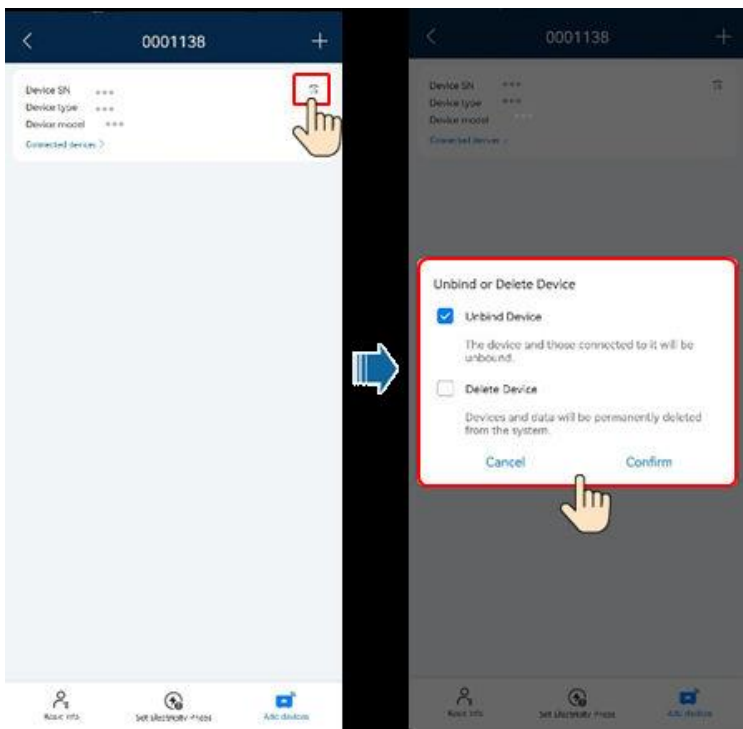 0001138
Device SN ***
Device type ***
Device model ***
Connected devices >
Basic info
Set Electricity Prices
Add devices
0001138
Device SN ***
Device type ***
Device model ***
Connected devices >
Unbind or Delete Device
Unbind Device
The device and those connected to it will be
unbound.
Delete Device
Devices and data will be permanently deleted
from the system.
Cancel
Confirm
Basic info
Set Electricity Prices
Add devices